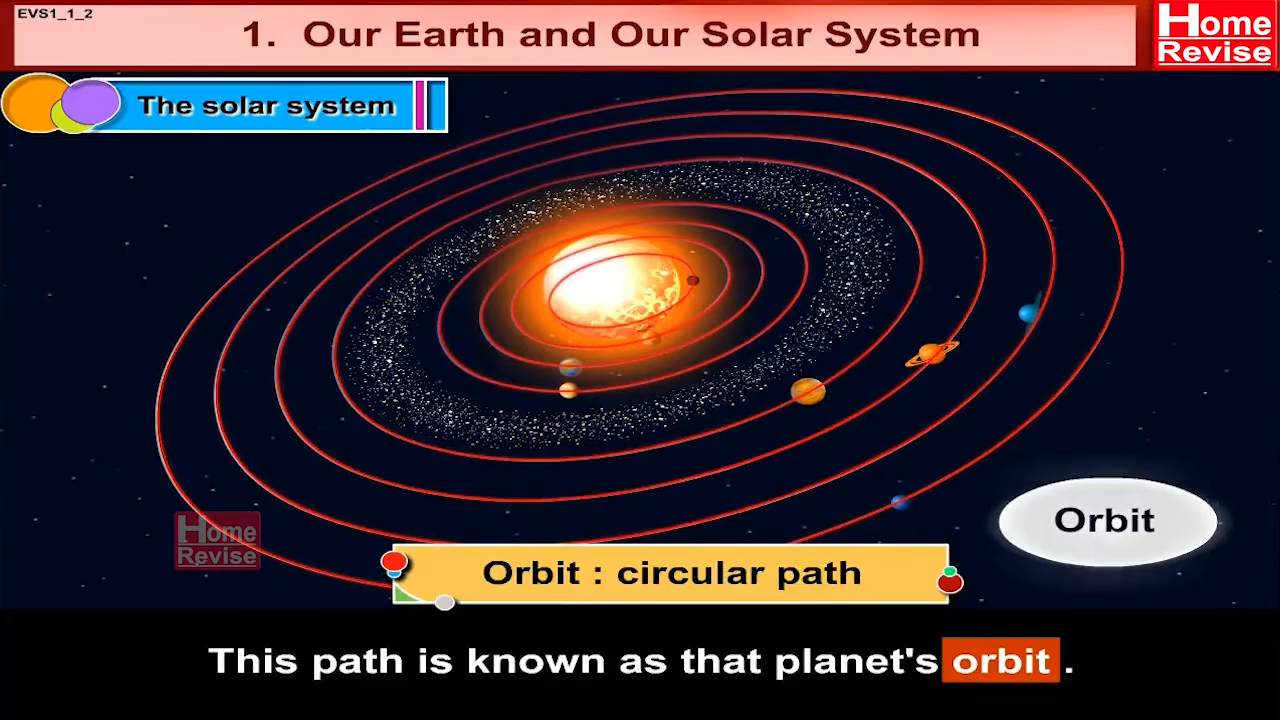 EVS1_1_2
1. Our Earth and Our Solar System
Home
Revise
The solar system
Orbit
Home
Revise
Orbit : circular path
This path is known as that planet's orbit .